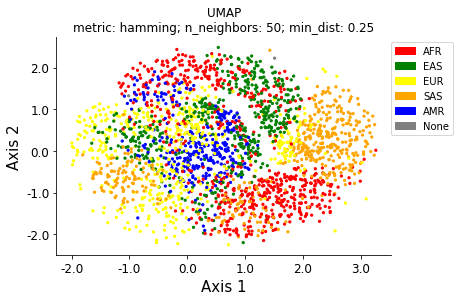 UMAP
metric: hamming; n_neighbors: 50; min_dist: 0.25
AFR
EAS
EUR
SAS
AMR
None
Axis 2
2.0
1.0
0.0
-1.0
-2.0
-2.0 -1.0 0.0 1.0 2.0 3.0
Axis 1